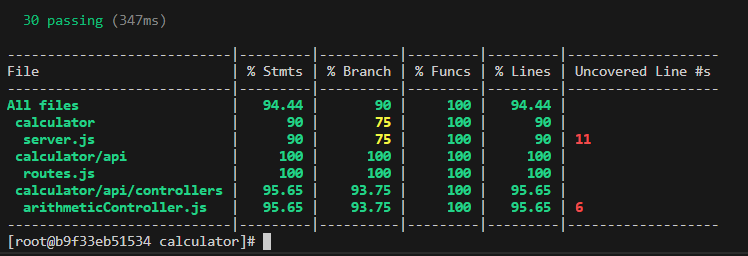 30 passing (347ms)
---------------------------|---------|----------|---------|---------|-------------------
File                       | % Stmts | % Branch | % Funcs | % Lines | Uncovered Line #s
---------------------------|---------|----------|---------|---------|-------------------
All files                  |   94.44 |       90 |     100 |   94.44 |
 calculator                |      90 |       75 |     100 |      90 |
  server.js                |      90 |       75 |     100 |      90 | 11
 calculator/api            |     100 |      100 |     100 |     100 |
  routes.js                |     100 |      100 |     100 |     100 |
 calculator/api/controllers |   95.65 |    93.75 |     100 |   95.65 |
  arithmeticController.js  |   95.65 |    93.75 |     100 |   95.65 | 6
---------------------------|---------|----------|---------|---------|-------------------
[root@b9f33eb51534 calculator]#